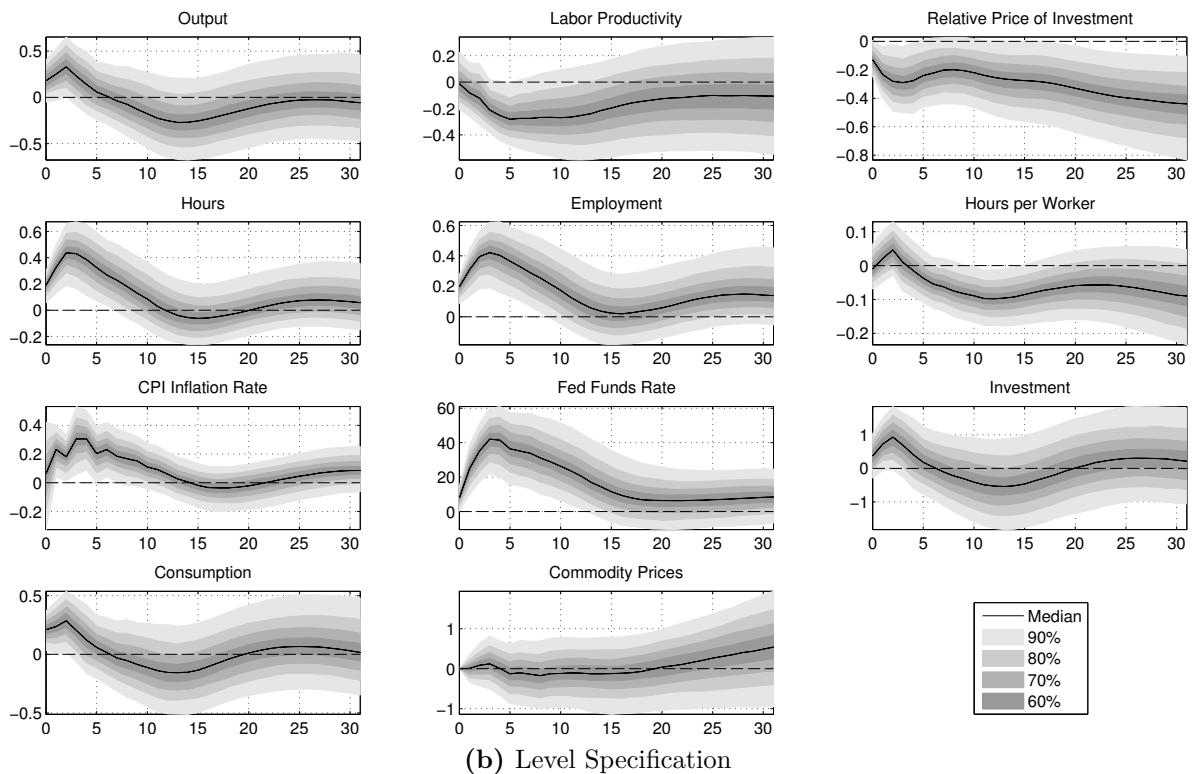 Output
0.5
0
−0.5
0 5 10 15 20 25 30
Labor Productivity
0.2
0
−0.2
−0.4
0 5 10 15 20 25 30
Relative Price of Investment
0
−0.2
−0.4
−0.6
−0.8
0 5 10 15 20 25 30
Hours
0.6
0.4
0.2
0
−0.2
0 5 10 15 20 25 30
Employment
0.6
0.4
0.2
0
0 5 10 15 20 25 30
Hours per Worker
0.1
0
−0.1
−0.2
0 5 10 15 20 25 30
CPI Inflation Rate
0.4
0.2
0
−0.2
0 5 10 15 20 25 30
Fed Funds Rate
60
40
20
0
0 5 10 15 20 25 30
Investment
1
0
−1
0 5 10 15 20 25 30
Consumption
0.5
0
−0.5
0 5 10 15 20 25 30
Commodity Prices
1
0
−1
0 5 10 15 20 25 30
Median
90%
80%
70%
60%
(b) Level Specification